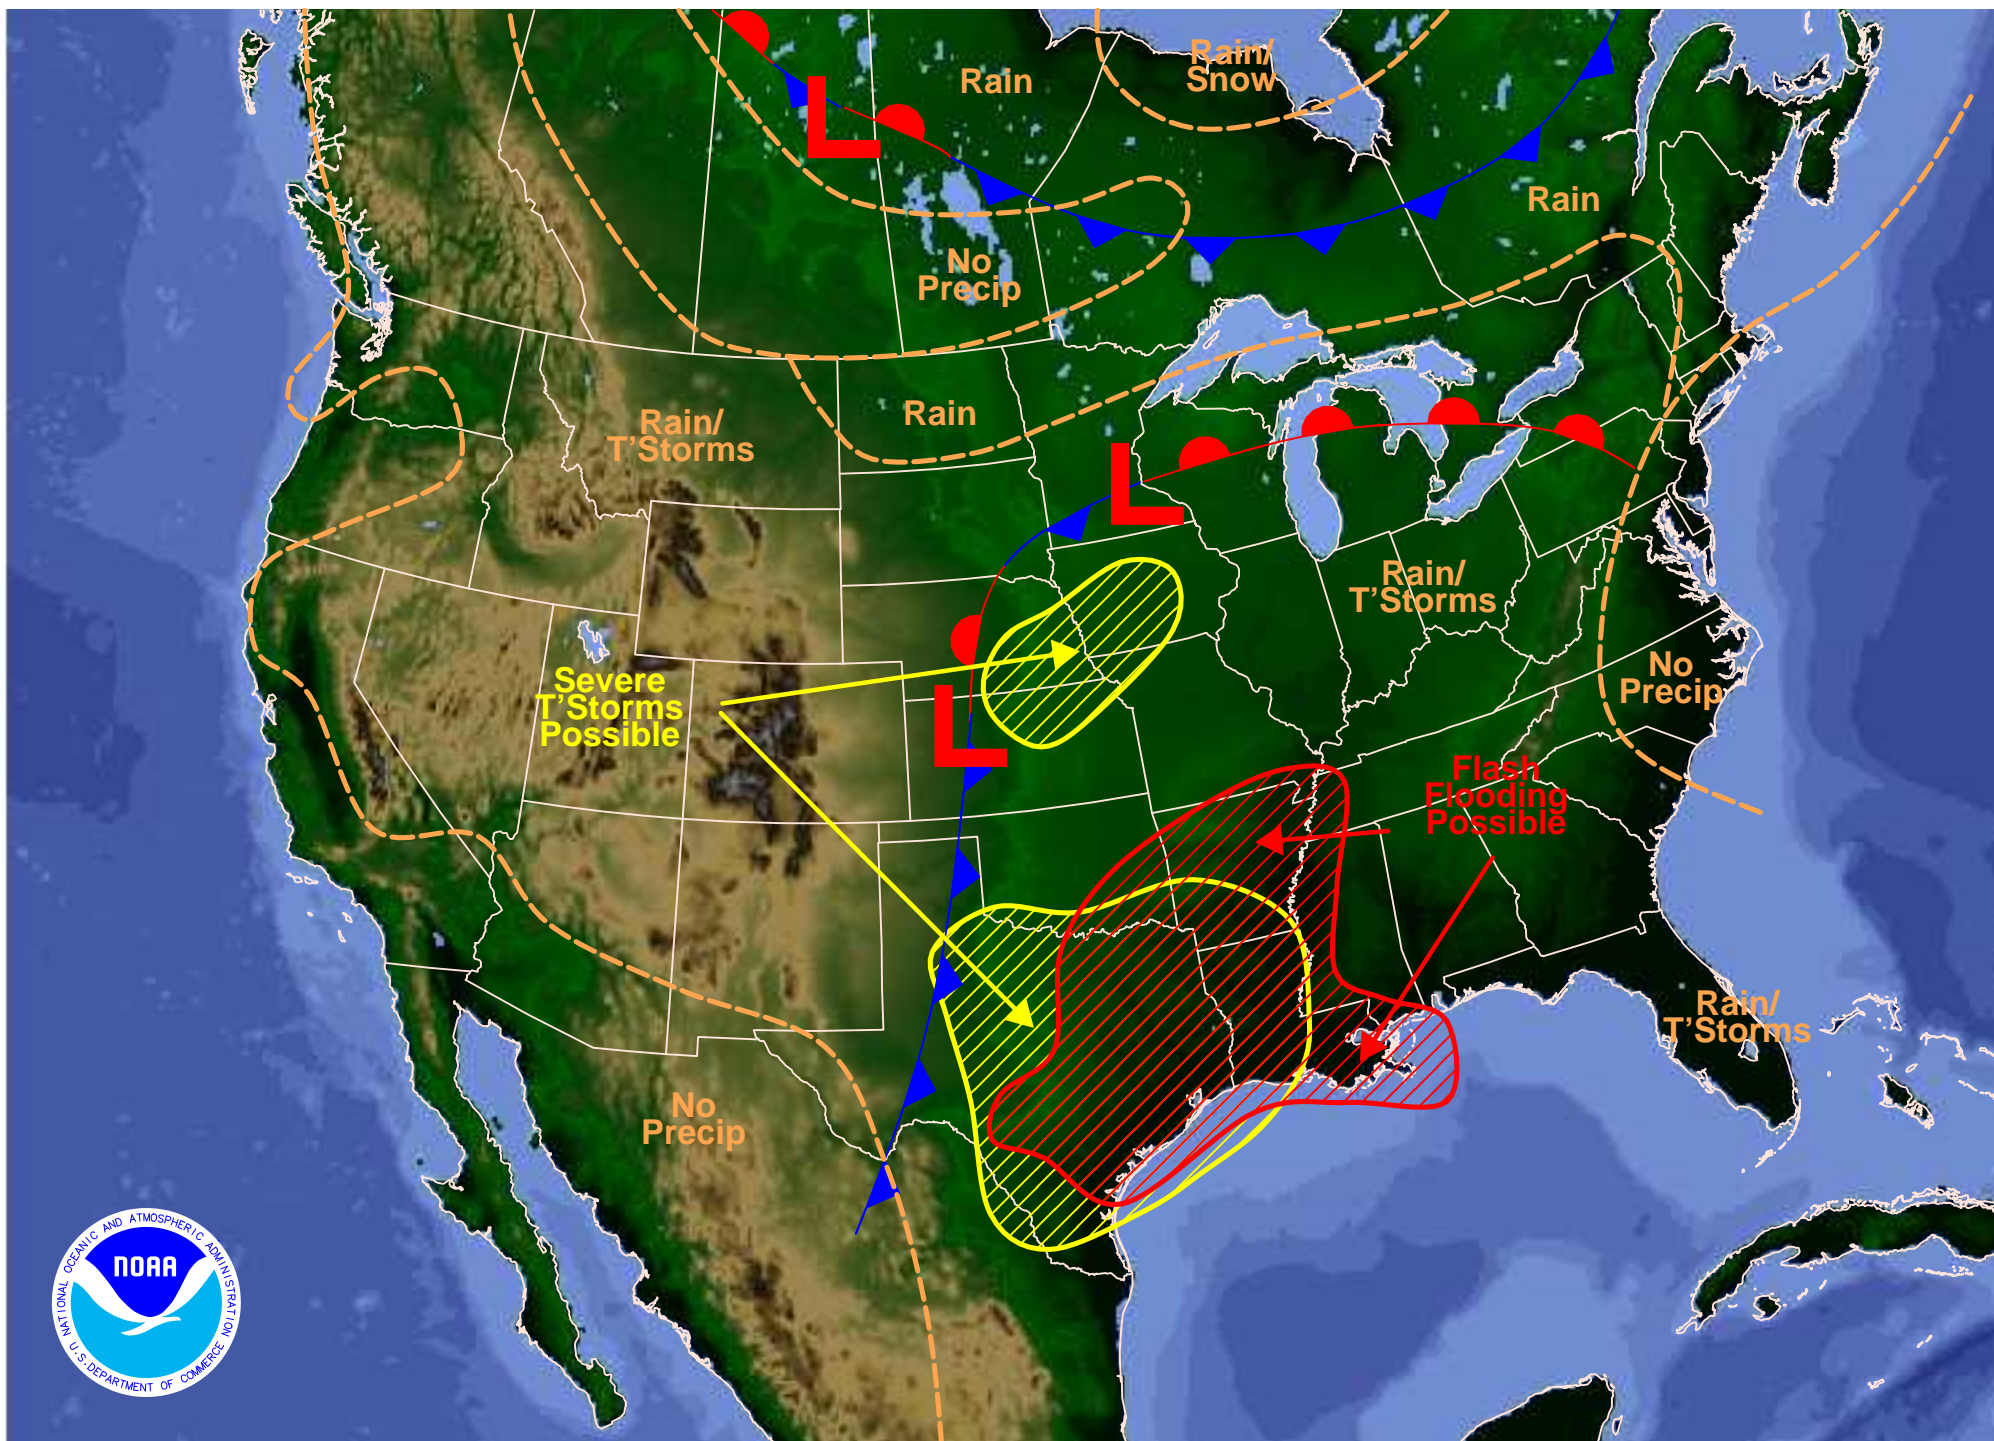 Rain/
Snow
Rain
Rain
No
Precip
L
Rain/
T'Storms
Rain
L
Rain/
T'Storms
No
Precip
Severe
T'Storms
Possible
L
Flash
Flooding
Possible
Rain/
T'Storms
No
Precip
NATIONAL OCEANIC AND ATMOSPHERIC ADMINISTRATION
NOAA
U.S. DEPARTMENT OF COMMERCE